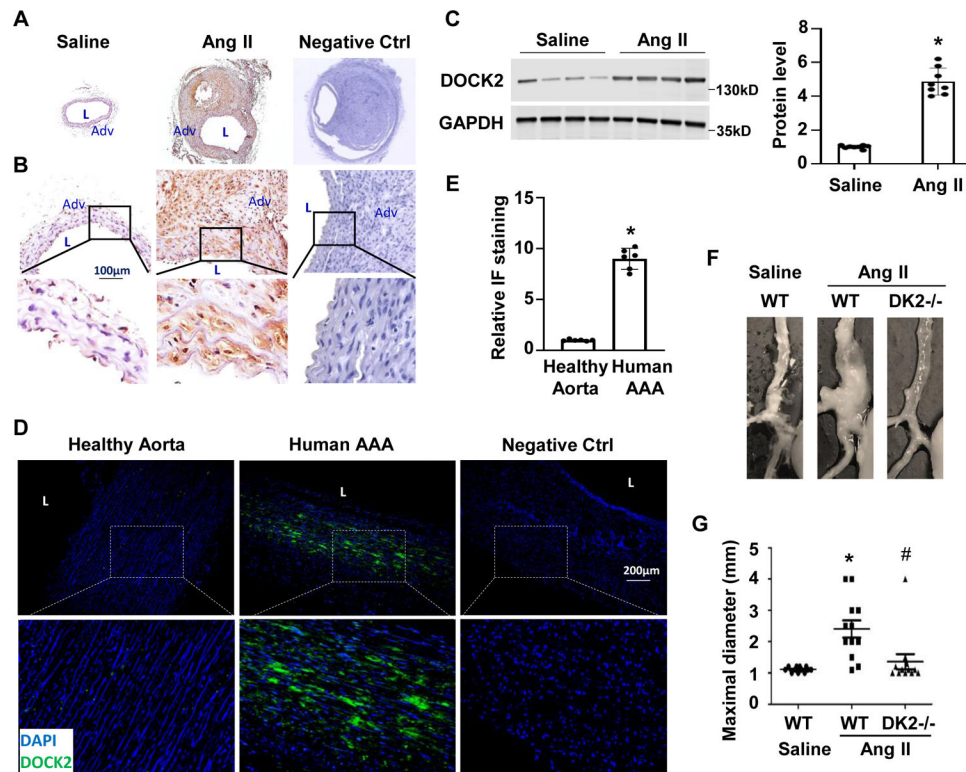 A
Saline Ang II Negative Ctrl
L
Adv
Adv
L
B
Adv
L
100μm
Adv
L
L
Adv
C
Saline Ang II
DOCK2
GAPDH
130kD
35kD
Protein level
8
6
4
2
0
*
Saline Ang II
D
Healthy Aorta Human AAA Negative Ctrl
L
L
L
200μm
DAPI
DOCK2
E
Relative IF staining
15
10
5
0
*
Healthy Aorta
Human AAA
F
Saline Ang II
WT WT DK2-/-
G
Maximal diameter (mm)
5
4
3
2
1
0
*
#
WT WT DK2-/-
Saline Ang II